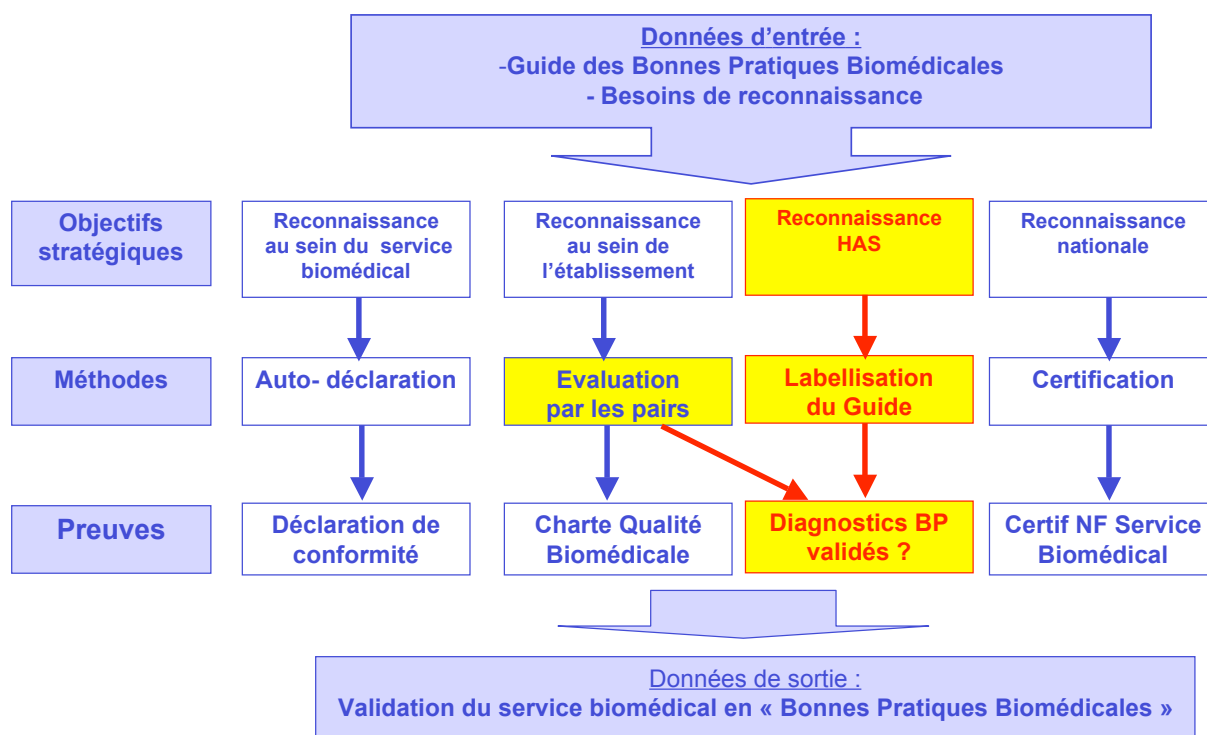 Données d'entrée :
-Guide des Bonnes Pratiques Biomédicales
- Besoins de reconnaissance
Objectifs
stratégiques
Reconnaissance
au sein du service
biomédical
Reconnaissance
au sein de
l'établissement
Reconnaissance
HAS
Reconnaissance
nationale
Méthodes
Auto- déclaration
Evaluation
par les pairs
Labellisation
du Guide
Certification
Preuves
Déclaration de
conformité
Charte Qualité
Biomédicale
Diagnostics BP
validés ?
Certif NF Service
Biomédical
Données de sortie :
Validation du service biomédical en « Bonnes Pratiques Biomédicales »